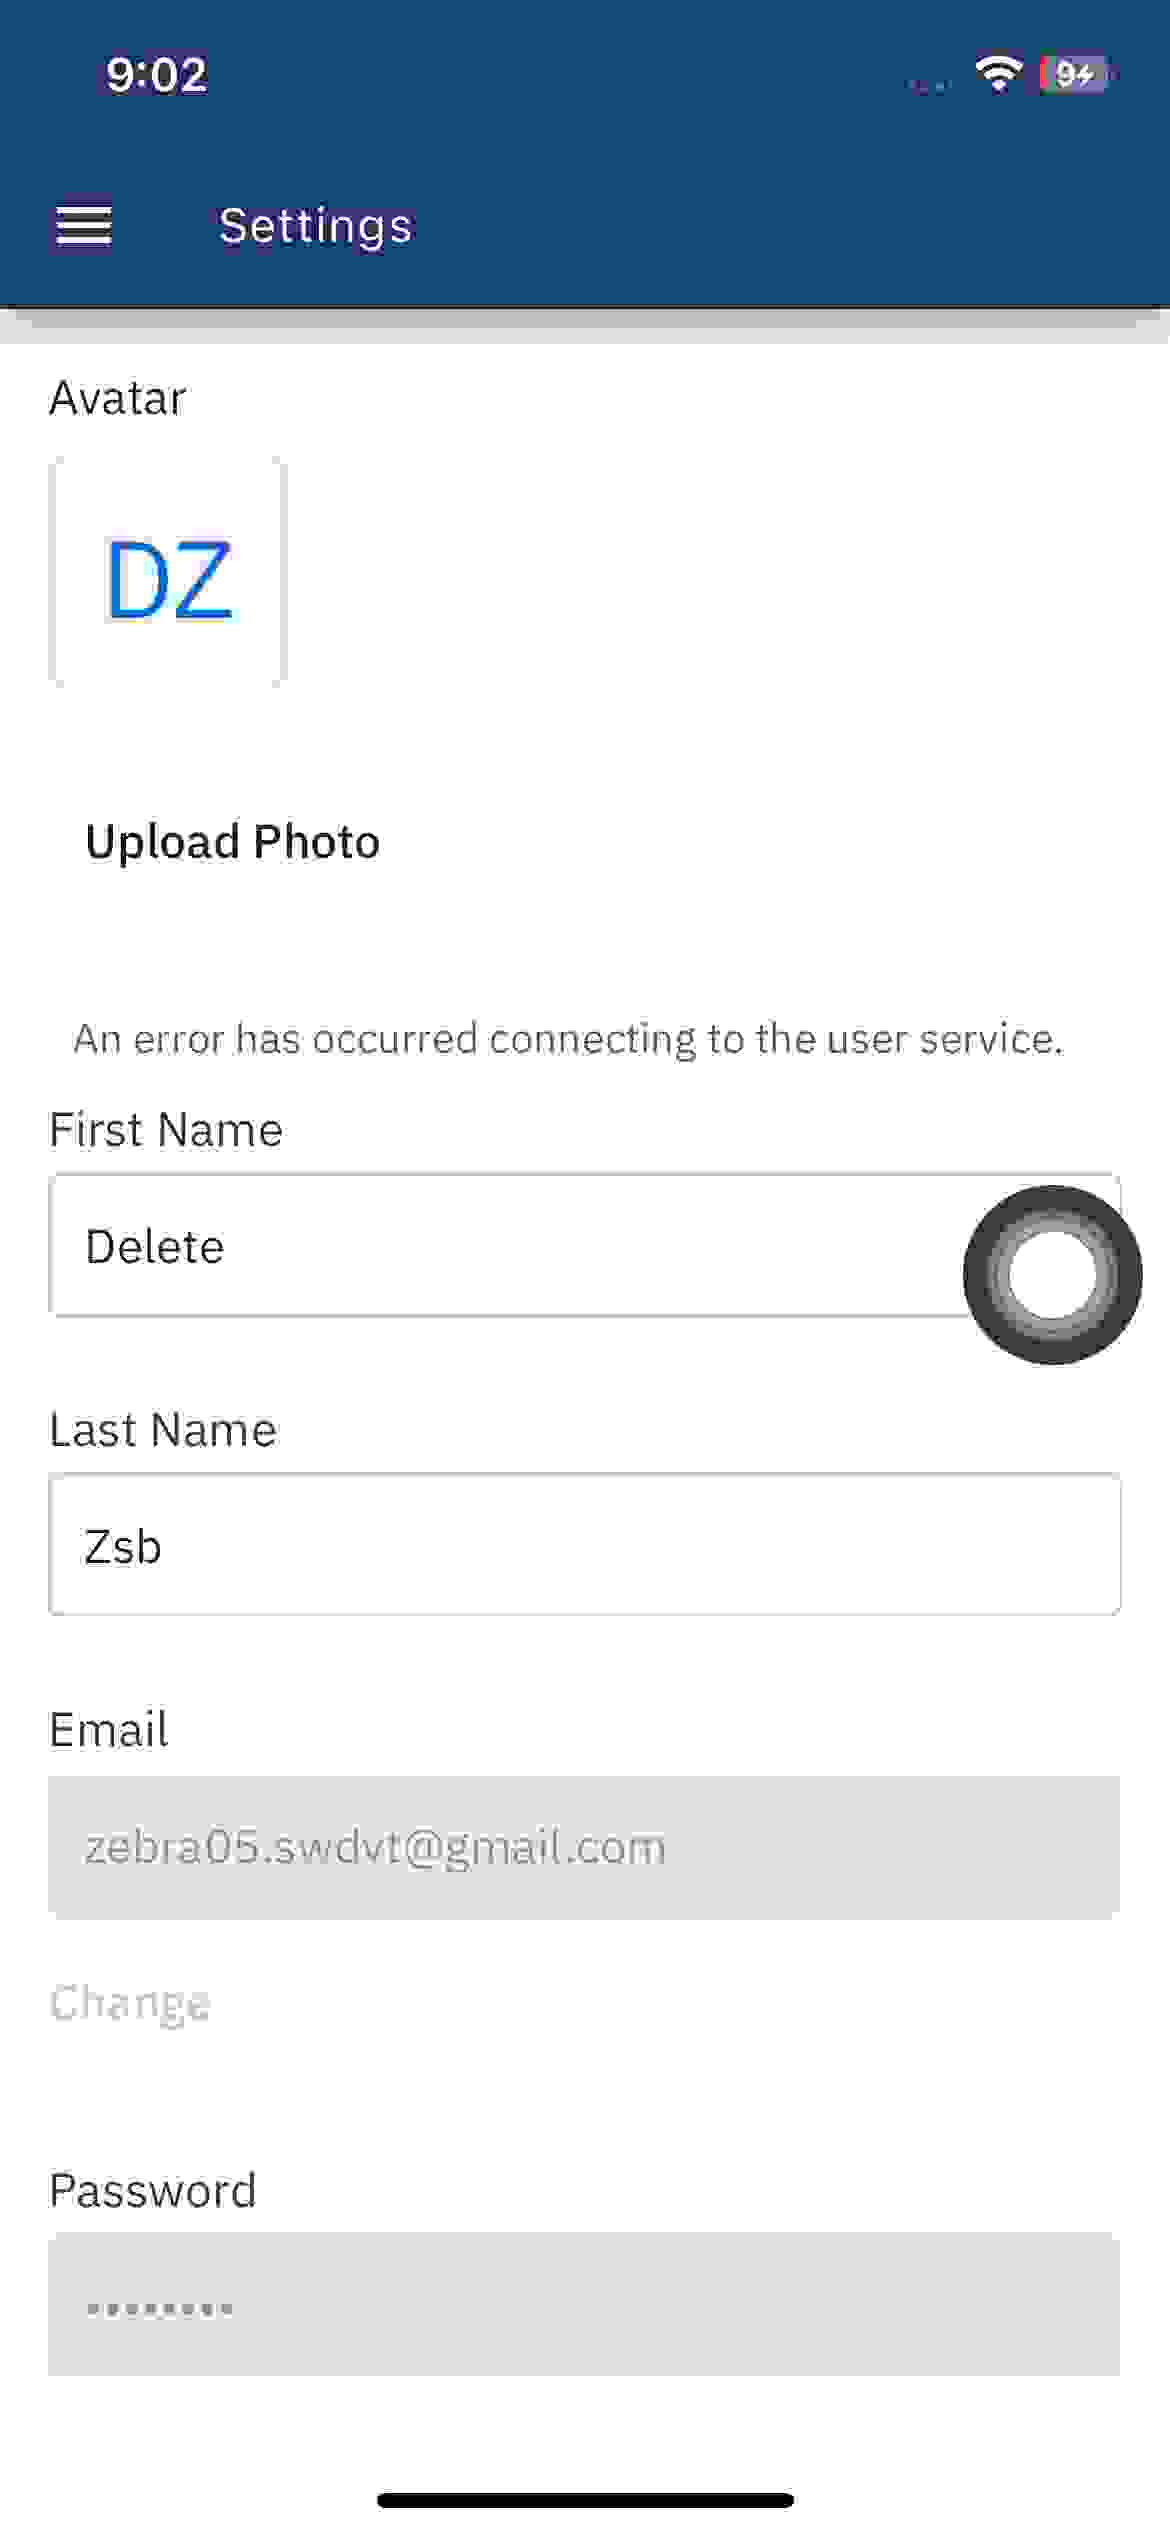 9:02
9
Settings
Avatar
DZ
Upload Photo
An error has occurred connecting to the user service.
First Name
Delete
Last Name
Zsb
Email
zebra05.swdvt@gmail.com
Change
Password
••••••••